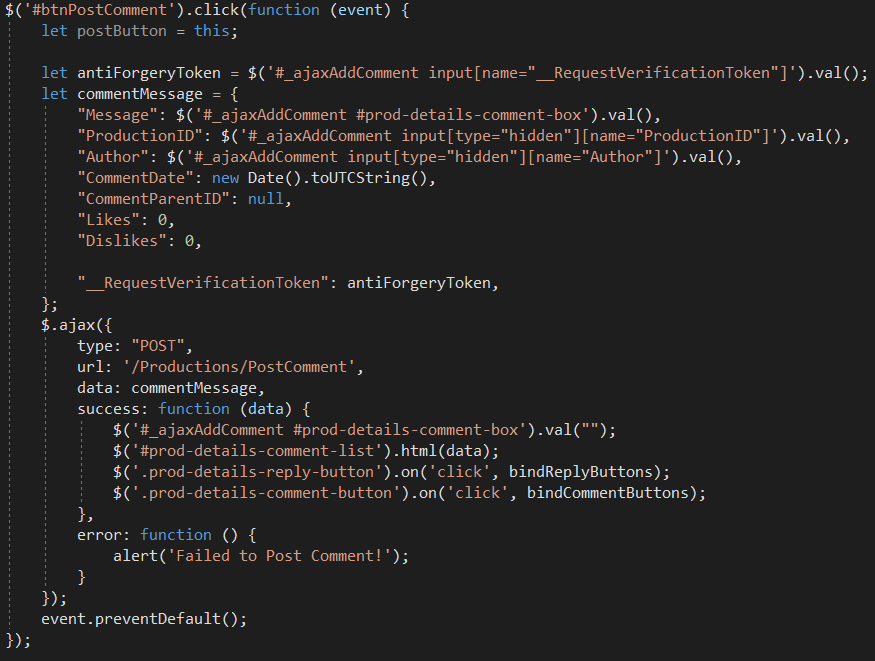 $('#btnPostComment').click(function (event) {
    let postButton = this;

    let antiForgeryToken = $('#_ajaxAddComment input[name="__RequestVerificationToken"]').val();
    let commentMessage = {
        "Message": $('#_ajaxAddComment #prod-details-comment-box').val(),
        "ProductionID": $('#_ajaxAddComment input[type="hidden"][name="ProductionID"]').val(),
        "Author": $('#_ajaxAddComment input[type="hidden"][name="Author"]').val(),
        "CommentDate": new Date().toUTCString(),
        "CommentParentID": null,
        "Likes": 0,
        "Dislikes": 0,

        "__RequestVerificationToken": antiForgeryToken,
    };
    $.ajax({
        type: "POST",
        url: '/Productions/PostComment',
        data: commentMessage,
        success: function (data) {
            $('#_ajaxAddComment #prod-details-comment-box').val("");
            $('#prod-details-comment-list').html(data);
            $('.prod-details-reply-button').on('click', bindReplyButtons);
            $('.prod-details-comment-button').on('click', bindCommentButtons);
        },
        error: function () {
            alert('Failed to Post Comment!');
        }
    });
    event.preventDefault();
});